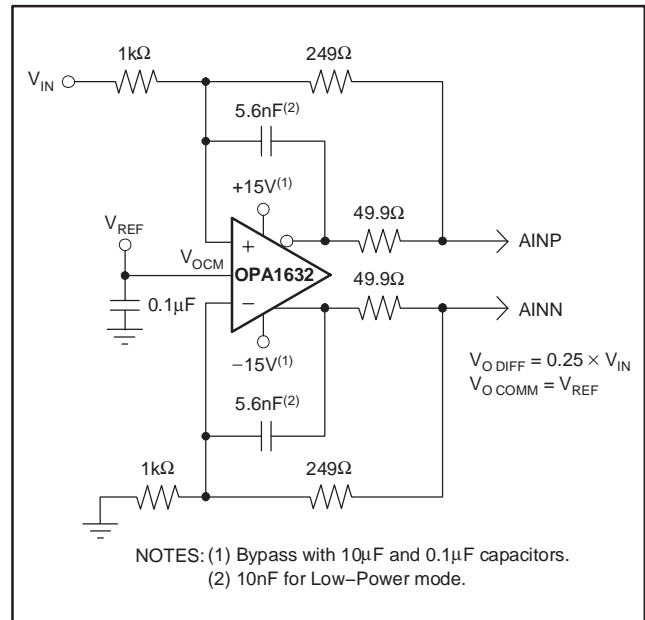 1kΩ
249Ω
V_IN
5.6nF(2)
+15V(1)
49.9Ω
V_REF
AINP
V_OCM
+
OPA1632
49.9Ω
−
0.1μF
AINN
−15V(1)
V_O DIFF = 0.25 × V_IN
V_O COMM = V_REF
5.6nF(2)
1kΩ
249Ω
NOTES: (1) Bypass with 10μF and 0.1μF capacitors.
(2) 10nF for Low−Power mode.